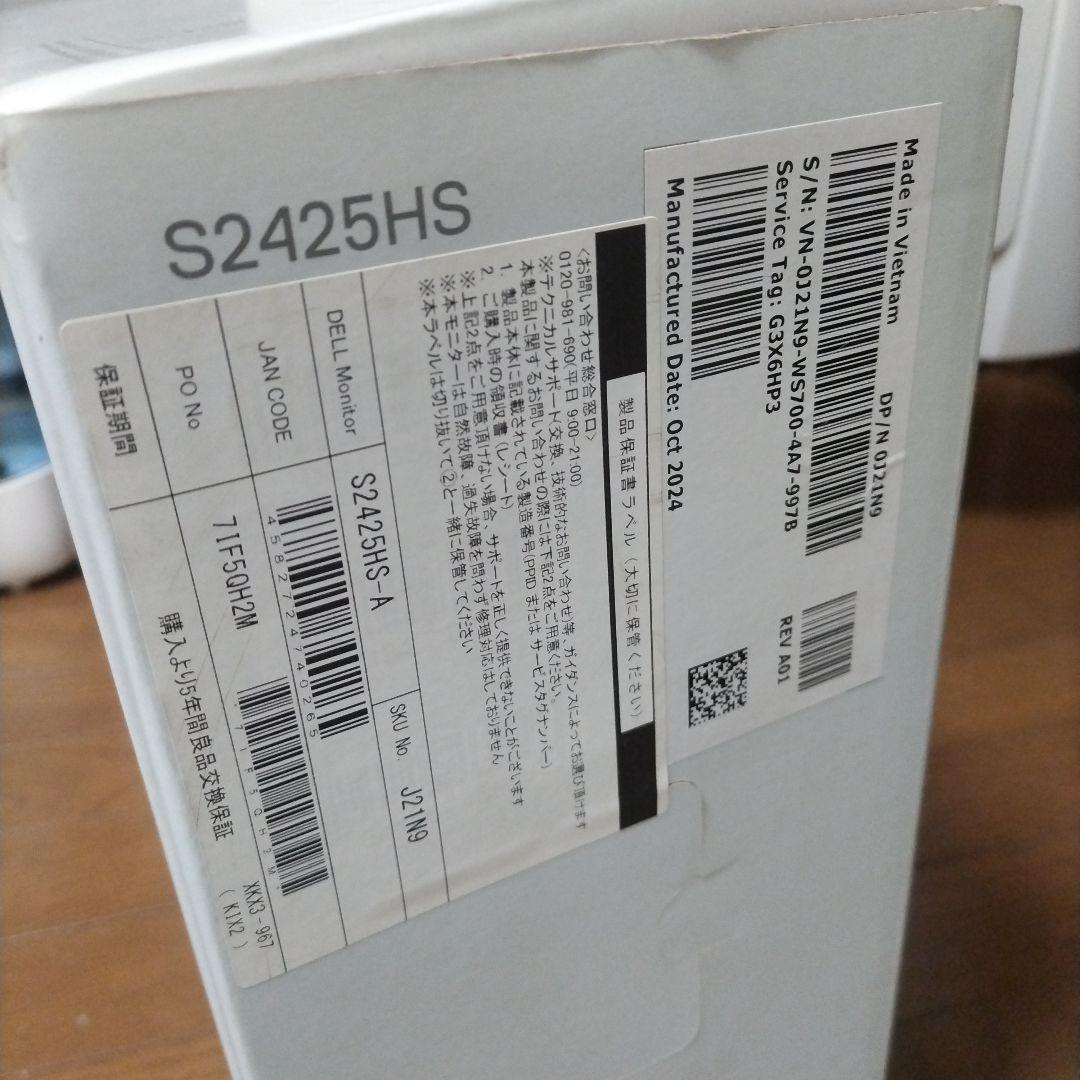 S2425HS
Made in Vietnam
DP/N 0J21N9
S/N: VN-0J21N9-WS700-4A7-997B
Service Tag: G3X6HP3
REV A01
Manufactured Date: Oct 2024
製品保証書ラベル（大切に保管ください）
<お問い合わせ総合窓口>
0120-981-690(平日 9:00-21:00)
※テクニカルサポート(交換、技術的なお問い合わせ)等、ガイダンスによってお選び頂けます
本製品に関するお問い合わせの際には下記2点をご用意ください。
1. 製品本体に記載されている製造番号(PPID または サービスタグナンバー)
2. ご購入時の領収書 (レシート)
※上記2点をご用意頂けない場合、サポートを正しく提供できないことがございます
※本モニターは自然故障、過失故障を問わず修理対応はしておりません
※本ラベルは切り抜いて②と一緒に保管してください
DELL Monitor
S2425HS-A
SKU No.
J21N9
JAN CODE
4582724740265
PO No
7IF5QH2M
*7IF5QH2M*
保証期間
購入より5年間良品交換保証
XKX3-967
(KIX2)